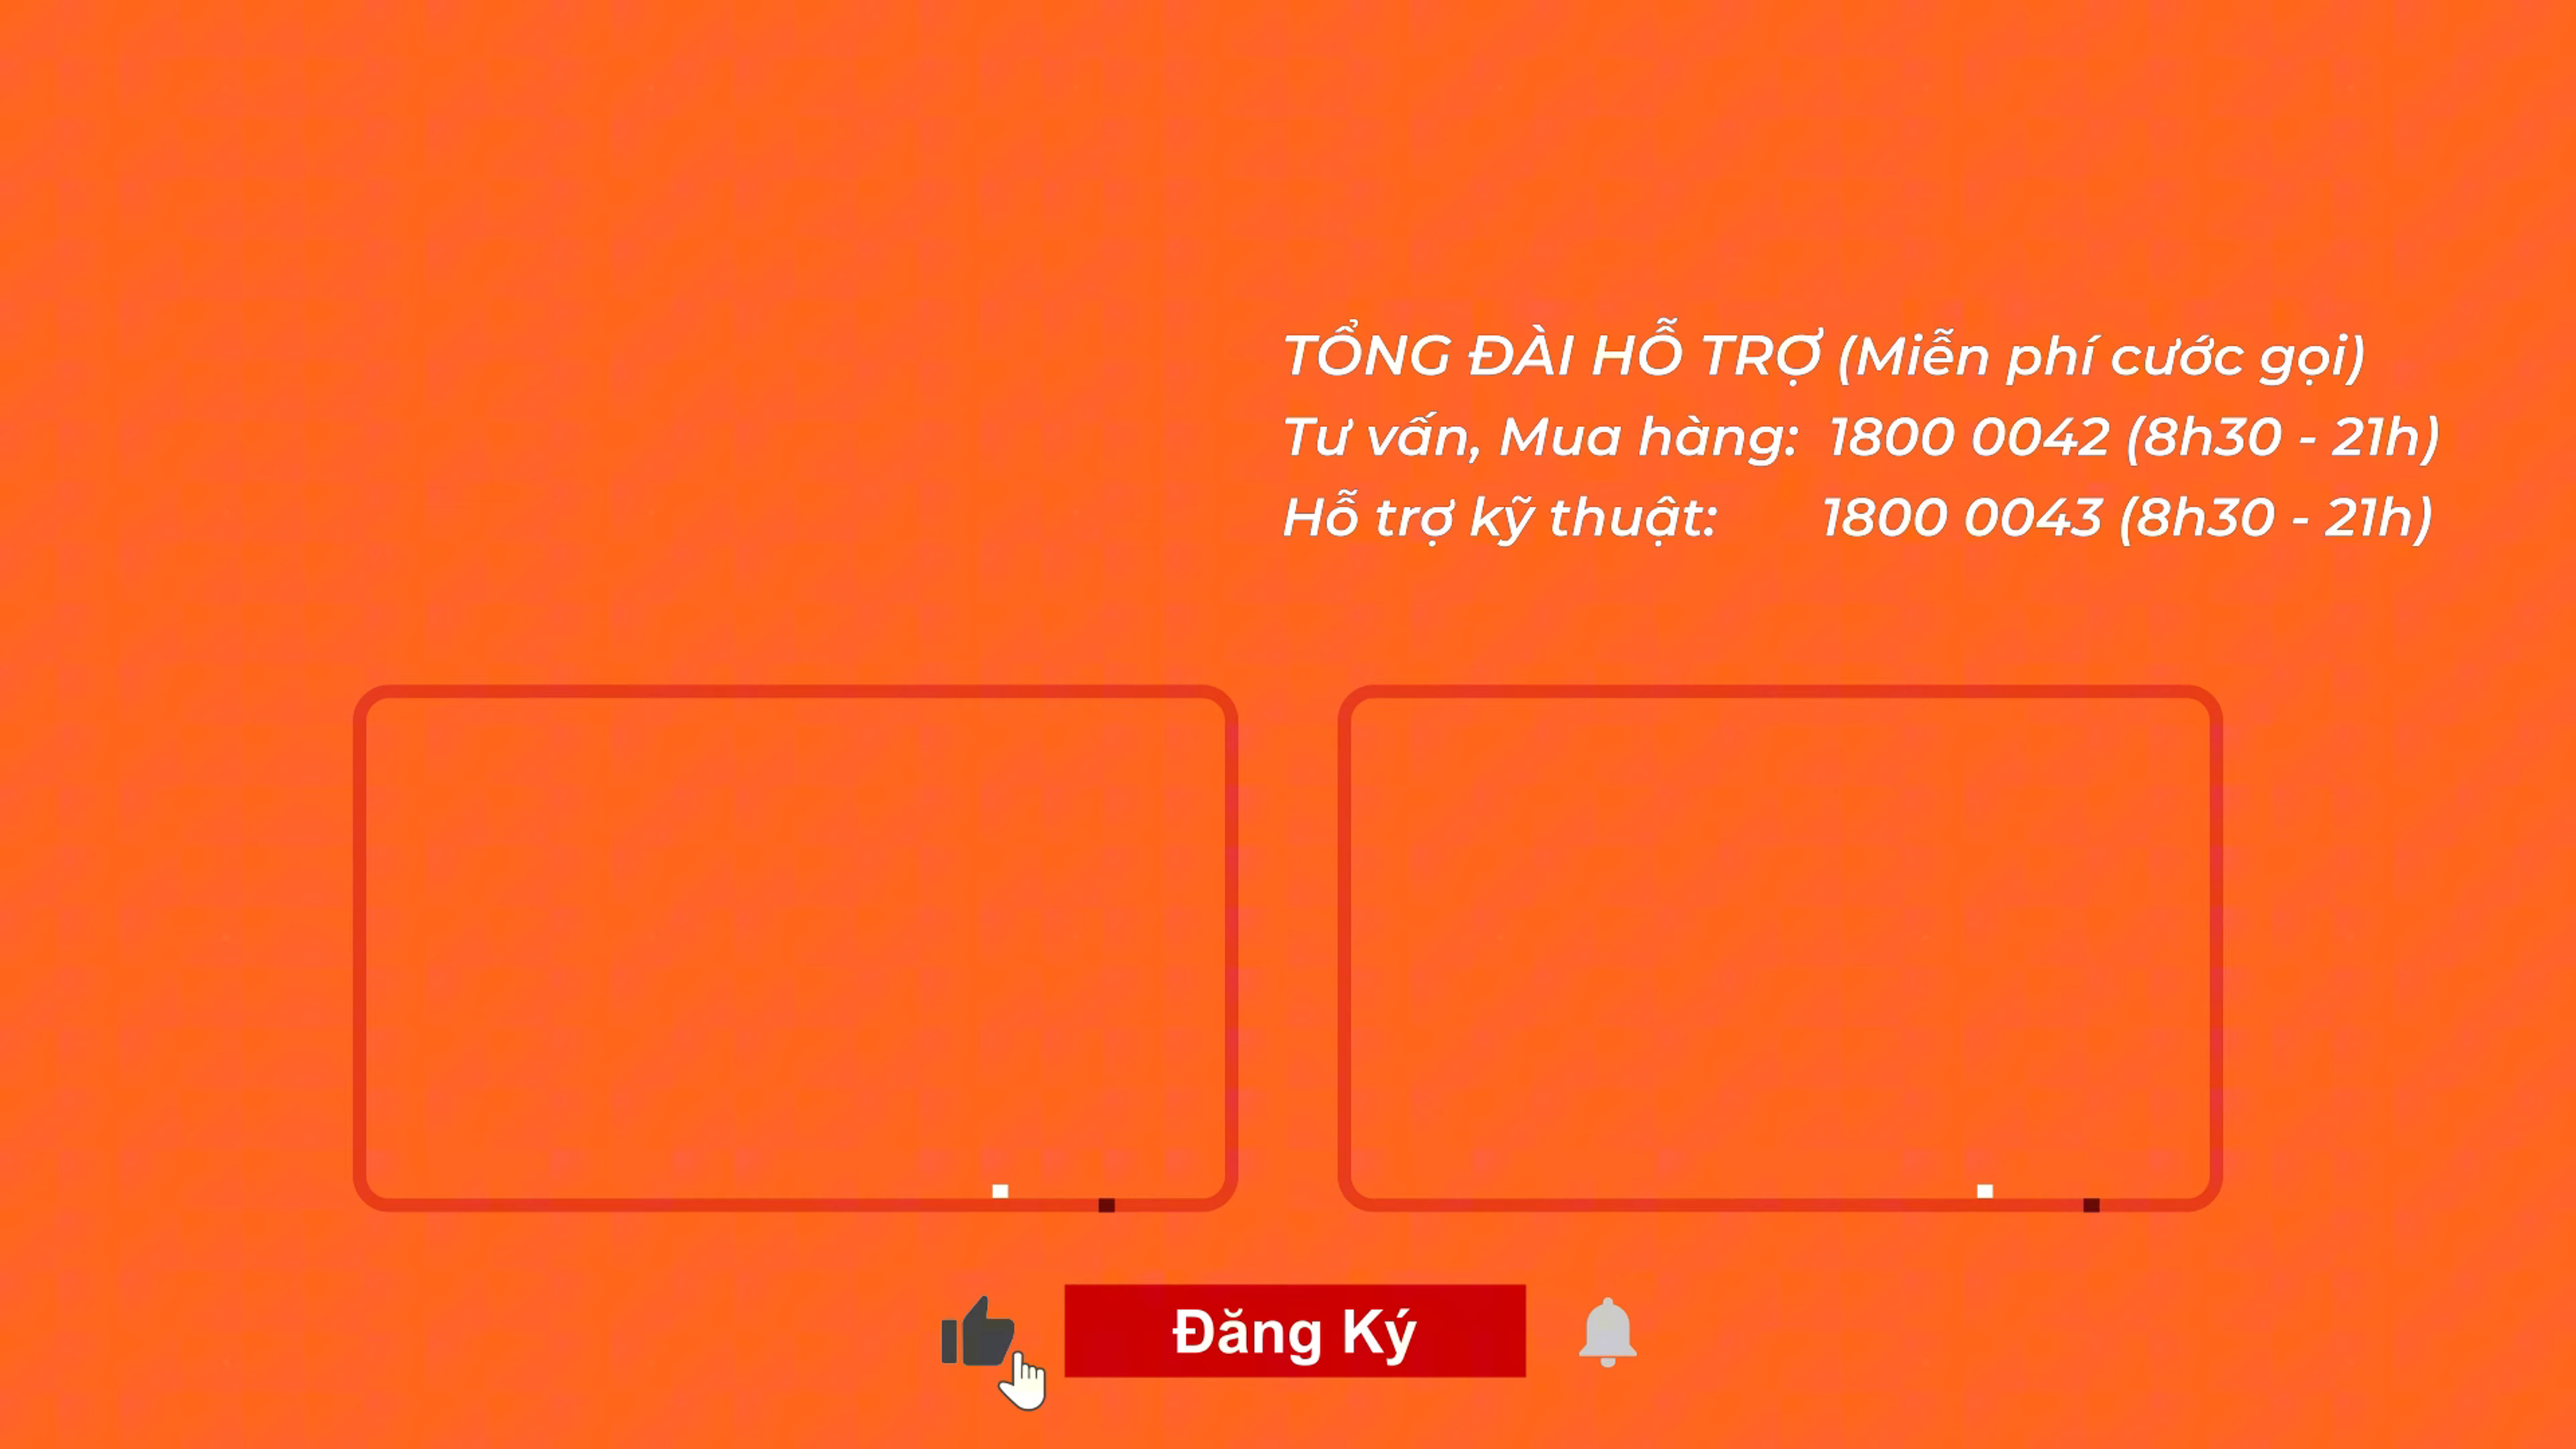 TỔNG ĐÀI HỖ TRỢ (Miễn phí cước gọi)
Tư vấn, Mua hàng: 1800 0042 (8h30 - 21h)
Hỗ trợ kỹ thuật: 1800 0043 (8h30 - 21h)
Đăng Ký